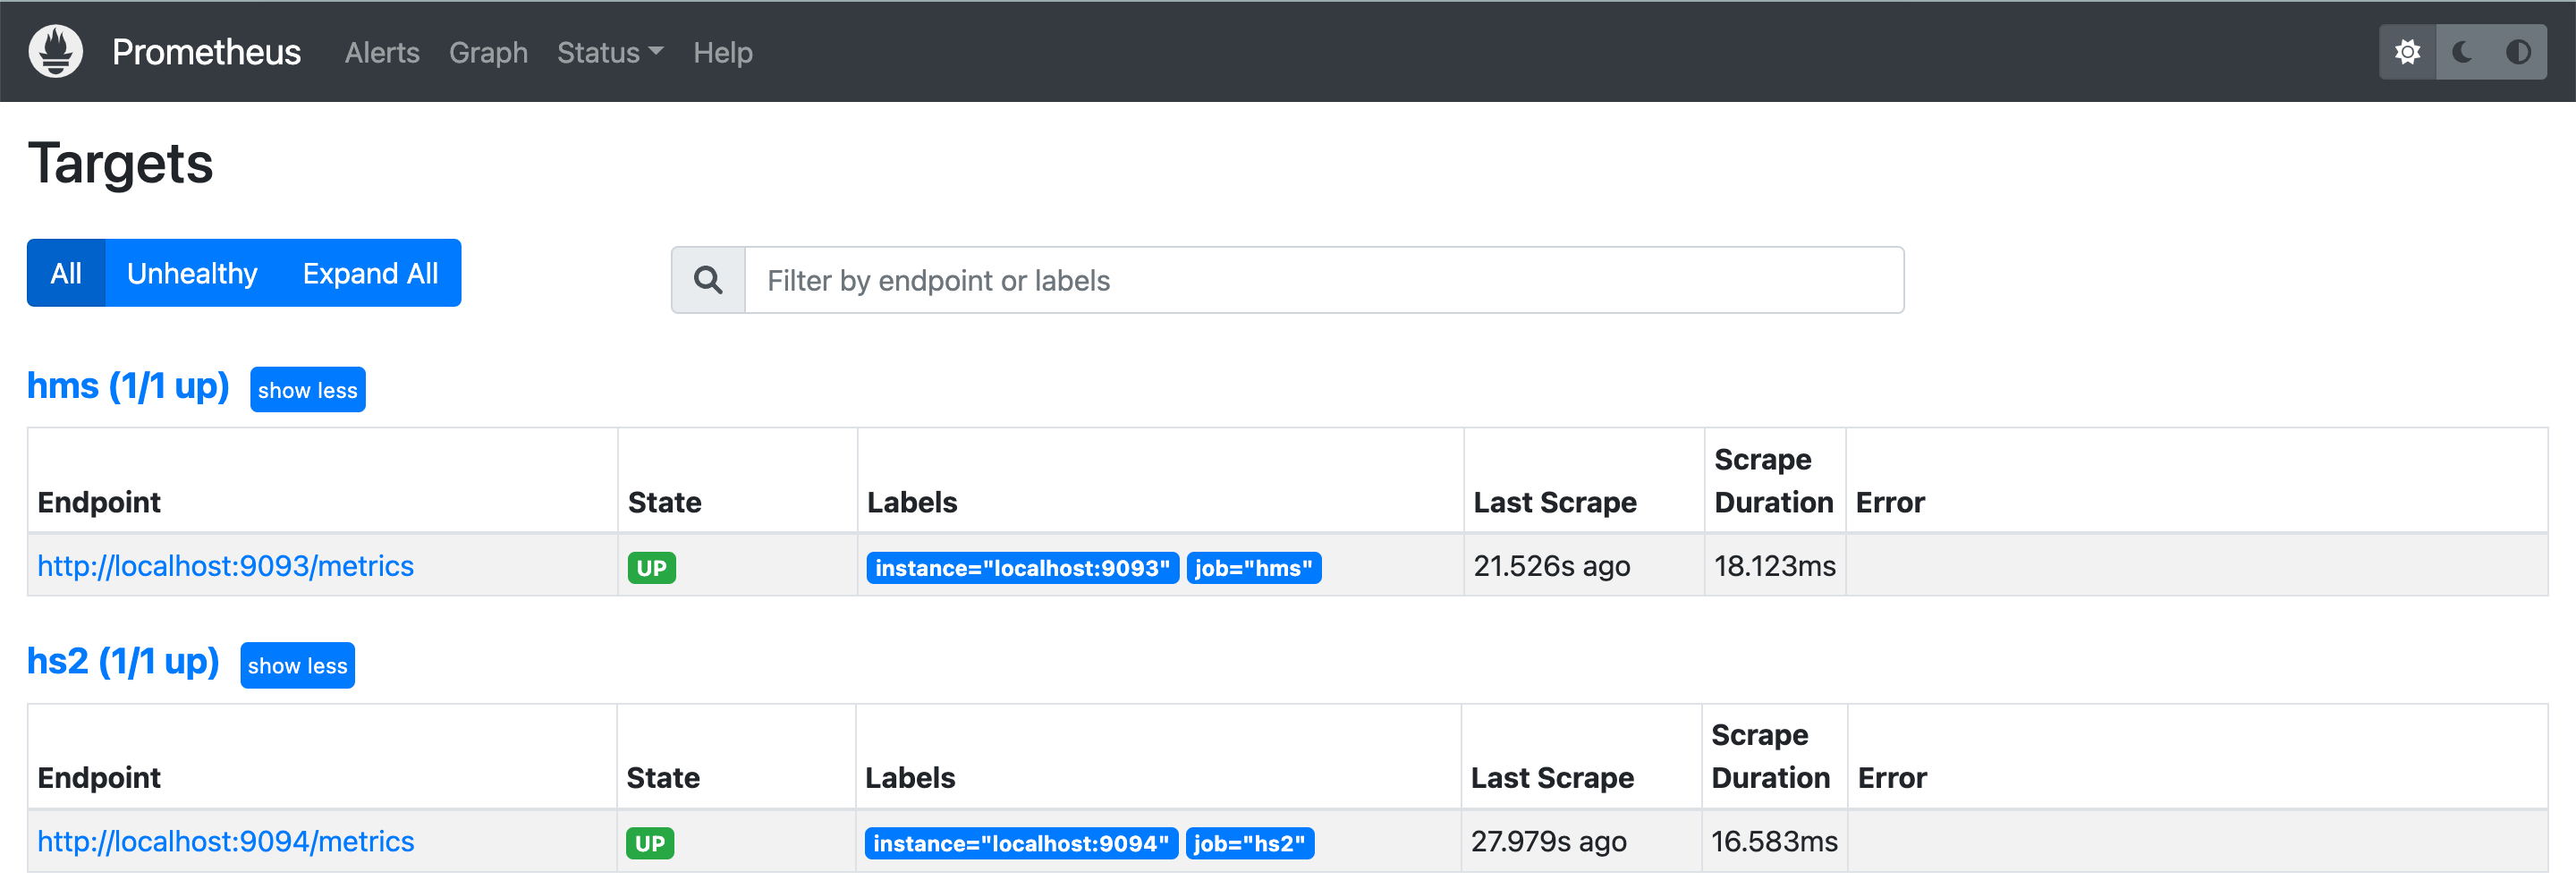 Prometheus Alerts Graph Status Help
Targets
All Unhealthy Expand All
Filter by endpoint or labels
hms (1/1 up) show less
Endpoint State Labels Last Scrape Scrape Duration Error
http://localhost:9093/metrics UP instance="localhost:9093" job="hms" 21.526s ago 18.123ms
hs2 (1/1 up) show less
Endpoint State Labels Last Scrape Scrape Duration Error
http://localhost:9094/metrics UP instance="localhost:9094" job="hs2" 27.979s ago 16.583ms